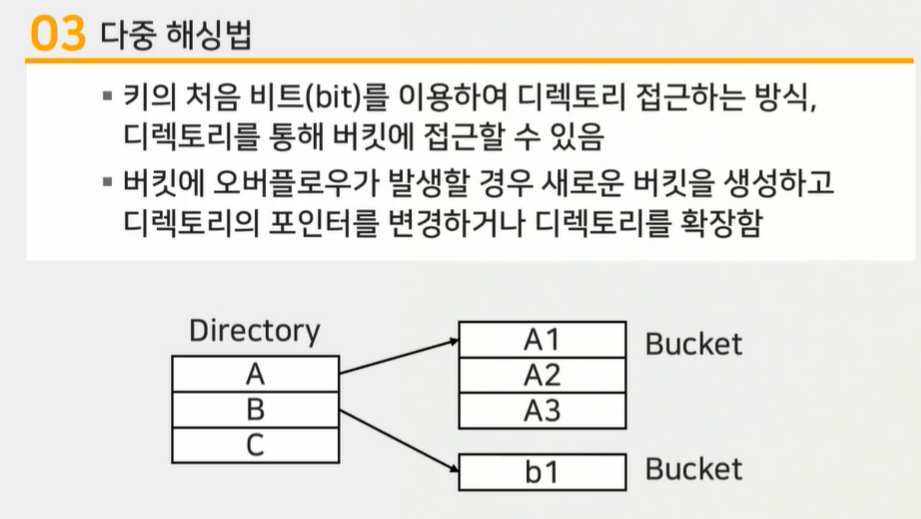 03 다중 해싱법
▪ 키의 처음 비트(bit)를 이용하여 디렉토리 접근하는 방식,
디렉토리를 통해 버킷에 접근할 수 있음
▪ 버킷에 오버플로우가 발생할 경우 새로운 버킷을 생성하고
디렉토리의 포인터를 변경하거나 디렉토리를 확장함
Directory
A
B
C
A1
A2
A3
Bucket
b1
Bucket